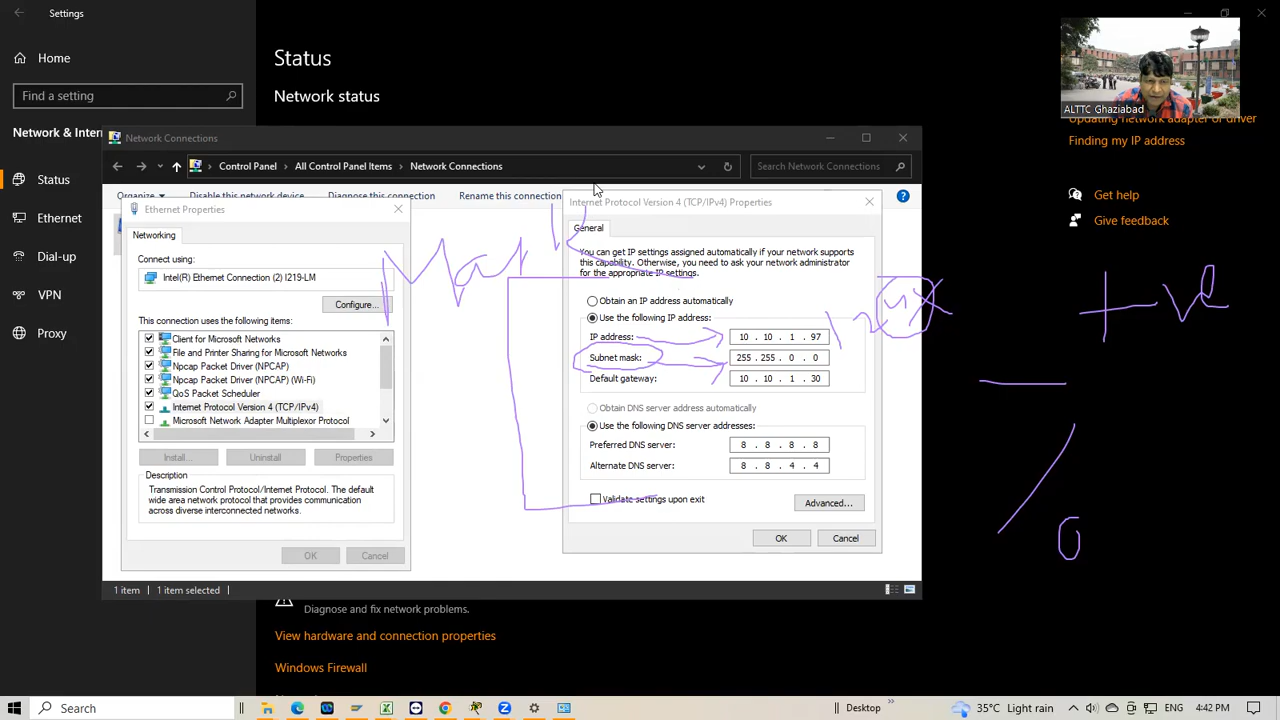 Settings
Home
Find a setting
Network & Inter
Status
Ethernet
Dial-up
VPN
Proxy
Status
Network status
Network Connections
Control Panel > All Control Panel Items > Network Connections
Search Network Connections
Organize
Disable this network device
Diagnose this connection
Rename this connection
Ethernet Properties
Networking
Connect using:
Intel(R) Ethernet Connection (2) I219-LM
Configure...
This connection uses the following items:
Client for Microsoft Networks
File and Printer Sharing for Microsoft Networks
Npcap Packet Driver (NPCAP)
Npcap Packet Driver (NPCAP) (Wi-Fi)
QoS Packet Scheduler
Internet Protocol Version 4 (TCP/IPv4)
Microsoft Network Adapter Multiplexor Protocol
Install...
Uninstall
Properties
Description
Transmission Control Protocol/Internet Protocol. The default
wide area network protocol that provides communication
across diverse interconnected networks.
OK
Cancel
Internet Protocol Version 4 (TCP/IPv4) Properties
General
You can get IP settings assigned automatically if your network supports
this capability. Otherwise, you need to ask your network administrator
for the appropriate IP settings.
Obtain an IP address automatically
Use the following IP address:
IP address: 10 . 10 . 1 . 97
Subnet mask: 255 . 255 . 0 . 0
Default gateway: 10 . 10 . 1 . 30
Obtain DNS server address automatically
Use the following DNS server addresses:
Preferred DNS server: 8 . 8 . 8 . 8
Alternate DNS server: 8 . 8 . 4 . 4
Validate settings upon exit
Advanced...
OK
Cancel
1 item
1 item selected
Mask
+ve
0
ALTTC Ghaziabad
Updating network adapter or driver
Finding my IP address
Get help
Give feedback
Diagnose and fix network problems.
View hardware and connection properties
Windows Firewall
Search
Desktop
35°C Light rain
ENG
4:42 PM